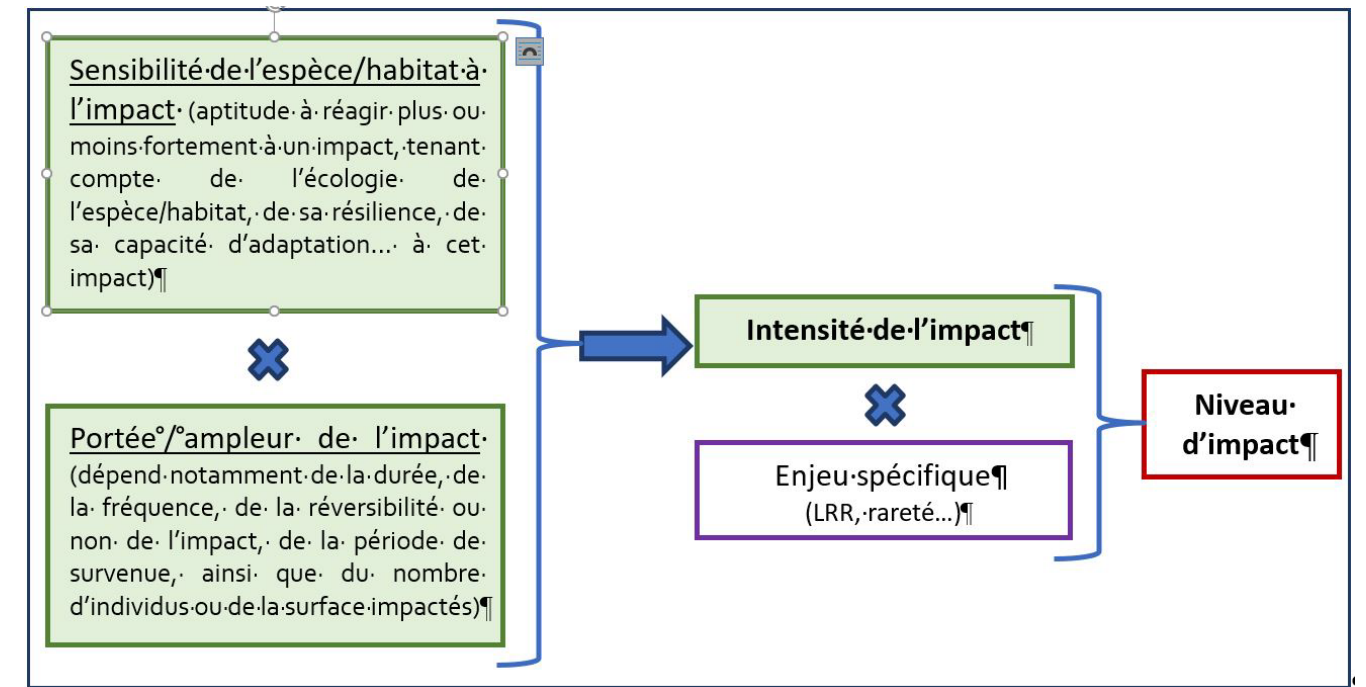 Sensibilité·de·l'espèce/habitat·à·
l'impact· (aptitude· à· réagir· plus· ou·
moins·fortement·à·un·impact,·tenant·
compte· de· l'écologie· de·
l'espèce/habitat,·de·sa·résilience,·de·
sa· capacité· d'adaptation...· à· cet·
impact)¶
Portée°/°ampleur· de· l'impact·
(dépend·notamment·de·la·durée,·de·
la· fréquence,· de· la· réversibilité· ou·
non· de· l'impact,· de· la· période· de·
survenue,· ainsi· que· du· nombre·
d'individus·ou·de·la·surface·impactés)¶
Intensité·de·l'impact¶
Enjeu·spécifique¶
(LRR,·rareté...)¶
Niveau·
d'impact¶